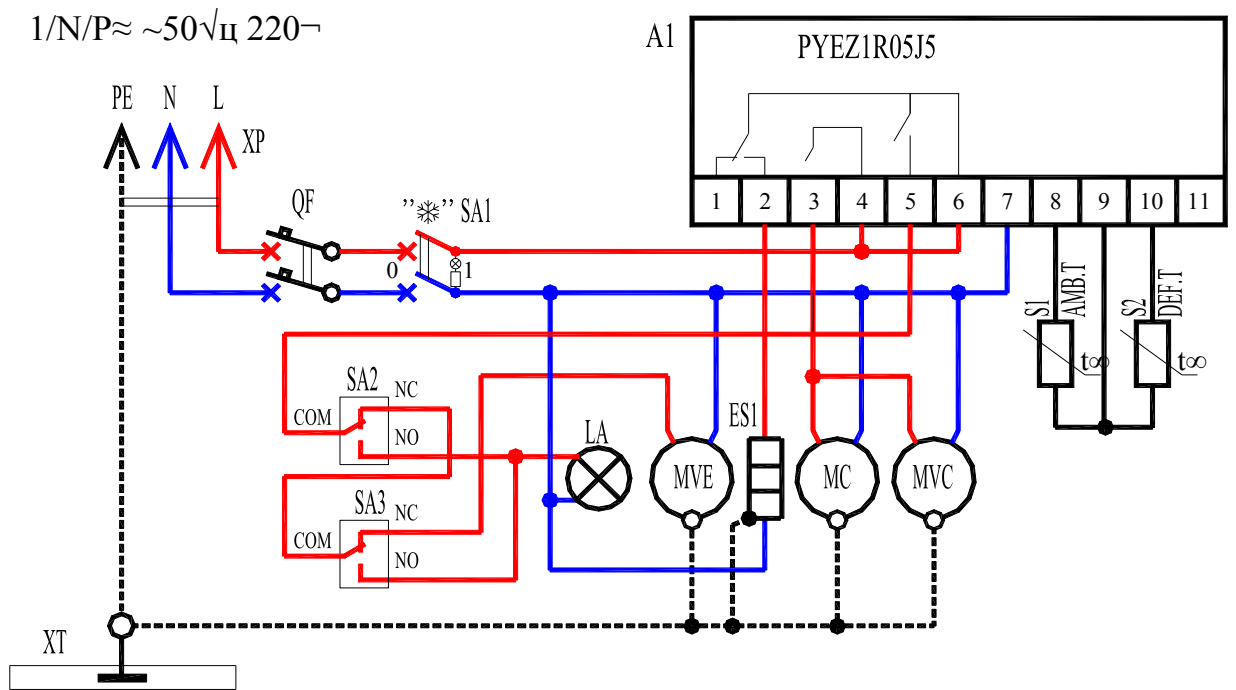 1/N/P≈ ~50√ц 220¬
A1
PYEZ1R05J5
PE N L
XP
QF
"❄" SA1
1 2 3 4 5 6 7 8 9 10 11
0 1
S1
AMB.T
S2
DEF.T
t∞
t∞
SA2
NC
COM
NO
LA
ES1
MVE
MC
MVC
SA3
NC
COM
NO
XT